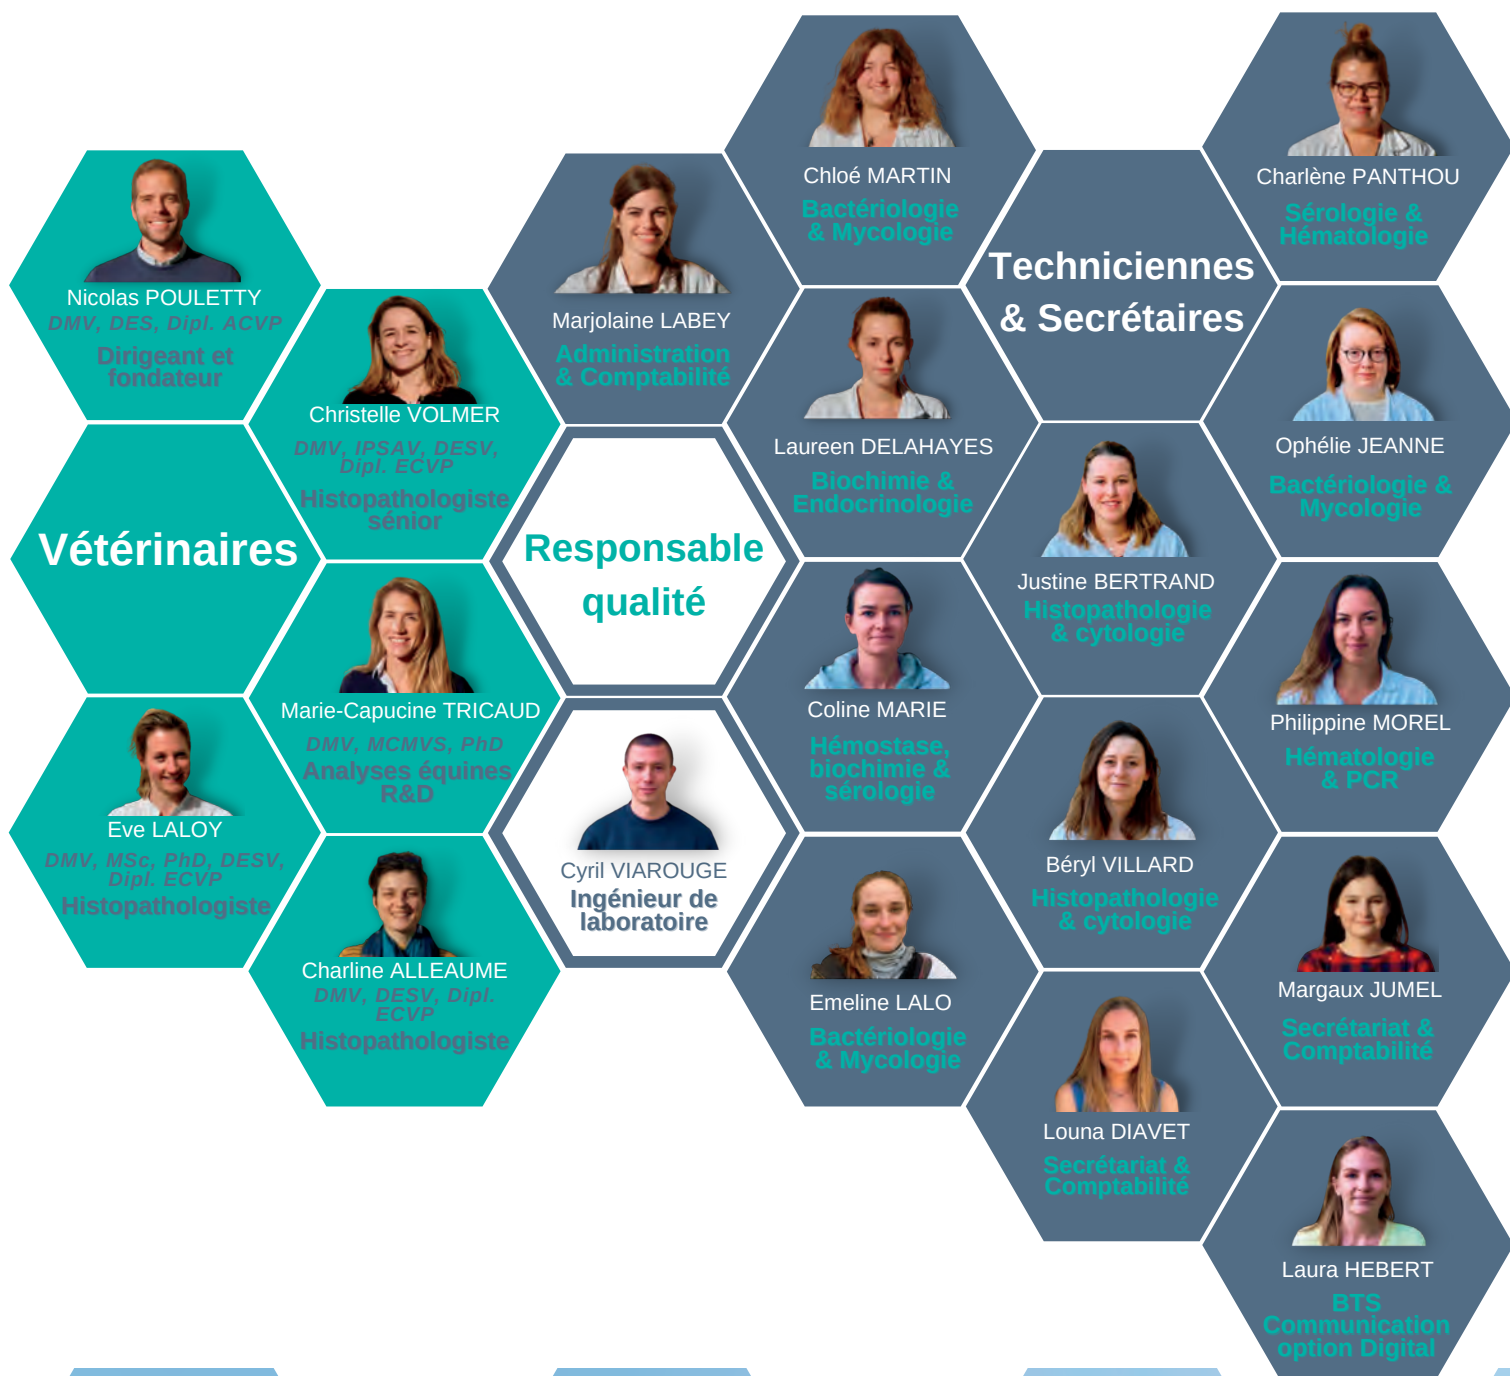 Nicolas POULETTY
DMV, DES, Dipl. ACVP
Dirigeant et
fondateur
Christelle VOLMER
DMV, IPSAV, DESV,
Dipl. ECVP
Histopathologiste
sénior
Vétérinaires
Marie-Capucine TRICAUD
DMV, MCMVS, PhD
Analyses équines
R&D
Eve LALOY
DMV, MSc, PhD, DESV,
Dipl. ECVP
Histopathologiste
Charline ALLEAUME
DMV, DESV, Dipl.
ECVP
Histopathologiste
Marjolaine LABEY
Administration
& Comptabilité
Responsable
qualité
Cyril VIAROUGE
Ingénieur de
laboratoire
Chloé MARTIN
Bactériologie
& Mycologie
Laureen DELAHAYES
Biochimie &
Endocrinologie
Coline MARIE
Hémostase,
biochimie &
sérologie
Emeline LALO
Bactériologie
& Mycologie
Techniciennes
& Secrétaires
Justine BERTRAND
Histopathologie
& cytologie
Béryl VILLARD
Histopathologie
& cytologie
Louna DIAVET
Secrétariat &
Comptabilité
Charlène PANTHOU
Sérologie &
Hématologie
Ophélie JEANNE
Bactériologie &
Mycologie
Philippine MOREL
Hématologie
& PCR
Margaux JUMEL
Secrétariat &
Comptabilité
Laura HEBERT
BTS
Communication
option Digital